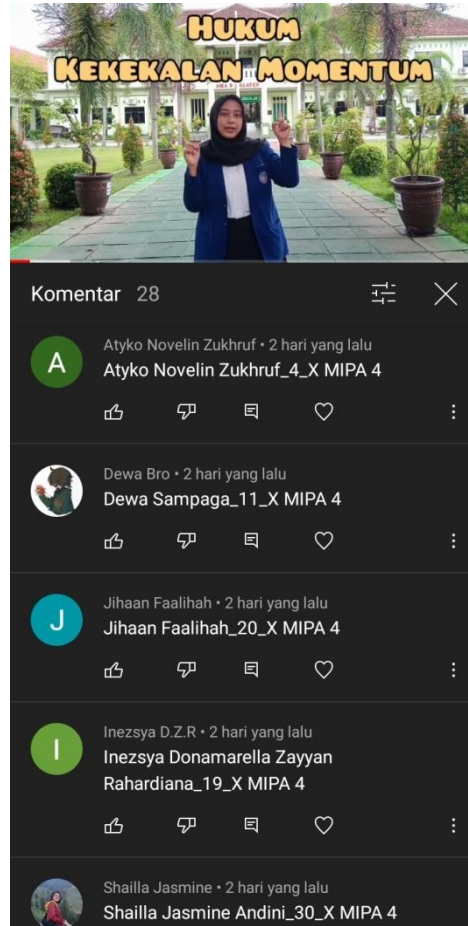 HUKUM
KEKEKALAN MOMENTUM
Komentar 28
A
Atyko Novelin Zukhruf • 2 hari yang lalu
Atyko Novelin Zukhruf_4_X MIPA 4
Dewa Bro • 2 hari yang lalu
Dewa Sampaga_11_X MIPA 4
J
Jihaan Faalihah • 2 hari yang lalu
Jihaan Faalihah_20_X MIPA 4
I
Inezsya D.Z.R • 2 hari yang lalu
Inezsya Donamarella Zayyan
Rahardiana_19_X MIPA 4
Shailla Jasmine • 2 hari yang lalu
Shailla Jasmine Andini_30_X MIPA 4